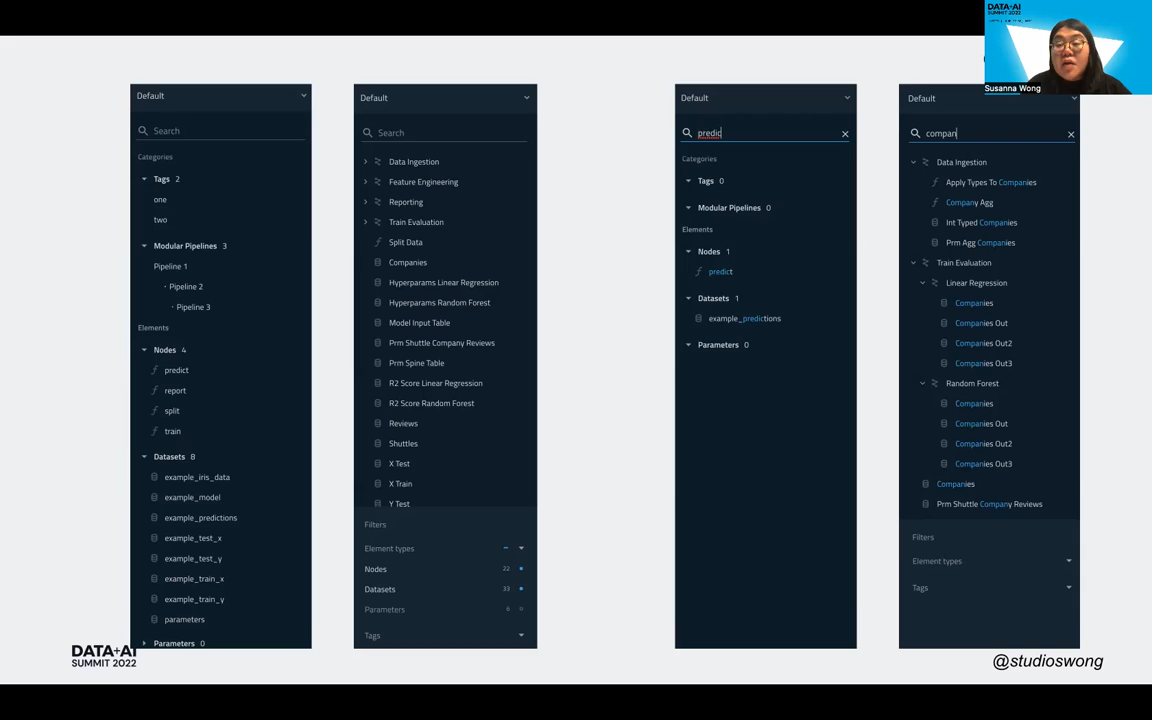 DATA+AI
SUMMIT 2022
Susanna Wong
Default
Search
Categories
Tags 2
one
two
Modular Pipelines 3
Pipeline 1
Pipeline 2
Pipeline 3
Elements
Nodes 4
predict
report
split
train
Datasets 8
example_iris_data
example_model
example_predictions
example_test_x
example_test_y
example_train_x
example_train_y
parameters
Parameters 0
Default
Search
Data Ingestion
Feature Engineering
Reporting
Train Evaluation
Split Data
Companies
Hyperparams Linear Regression
Hyperparams Random Forest
Model Input Table
Prm Shuttle Company Reviews
Prm Spine Table
R2 Score Linear Regression
R2 Score Random Forest
Reviews
Shuttles
X Test
X Train
Y Test
Filters
Element types
Nodes 22
Datasets 33
Parameters 6
Tags
Default
predic
Categories
Tags 0
Modular Pipelines 0
Elements
Nodes 1
predict
Datasets 1
example_predictions
Parameters 0
Default
compan
Data Ingestion
Apply Types To Companies
Company Agg
Int Typed Companies
Prm Agg Companies
Train Evaluation
Linear Regression
Companies
Companies Out
Companies Out2
Companies Out3
Random Forest
Companies
Companies Out
Companies Out2
Companies Out3
Companies
Prm Shuttle Company Reviews
Filters
Element types
Tags
DATA+AI
SUMMIT 2022
@studioswong